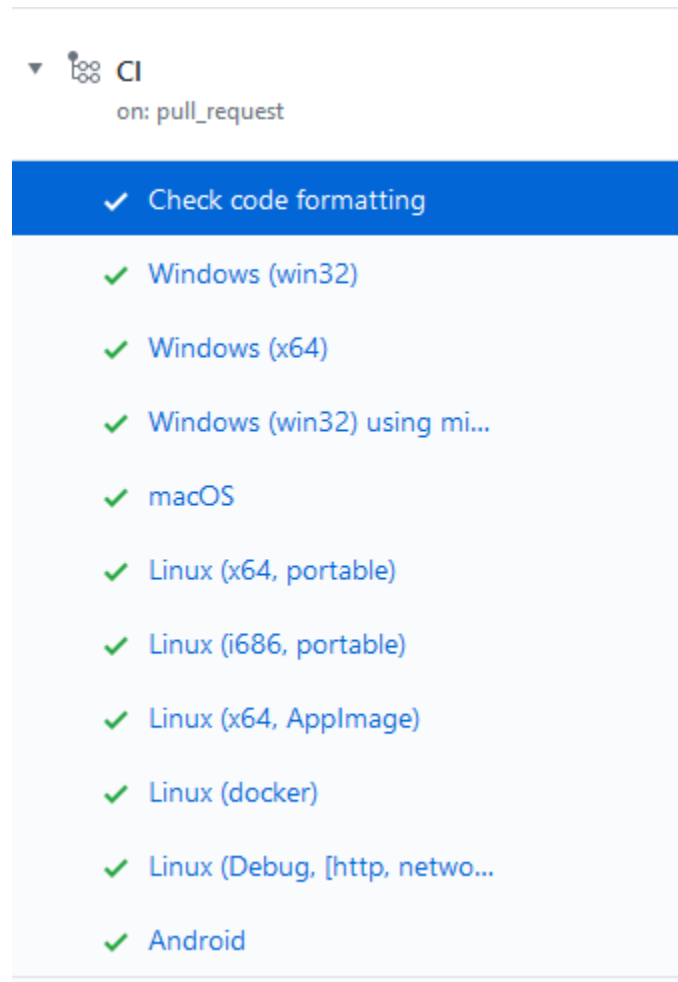 CI
on: pull_request
Check code formatting
Windows (win32)
Windows (x64)
Windows (win32) using mi...
macOS
Linux (x64, portable)
Linux (i686, portable)
Linux (x64, AppImage)
Linux (docker)
Linux (Debug, [http, netwo...
Android